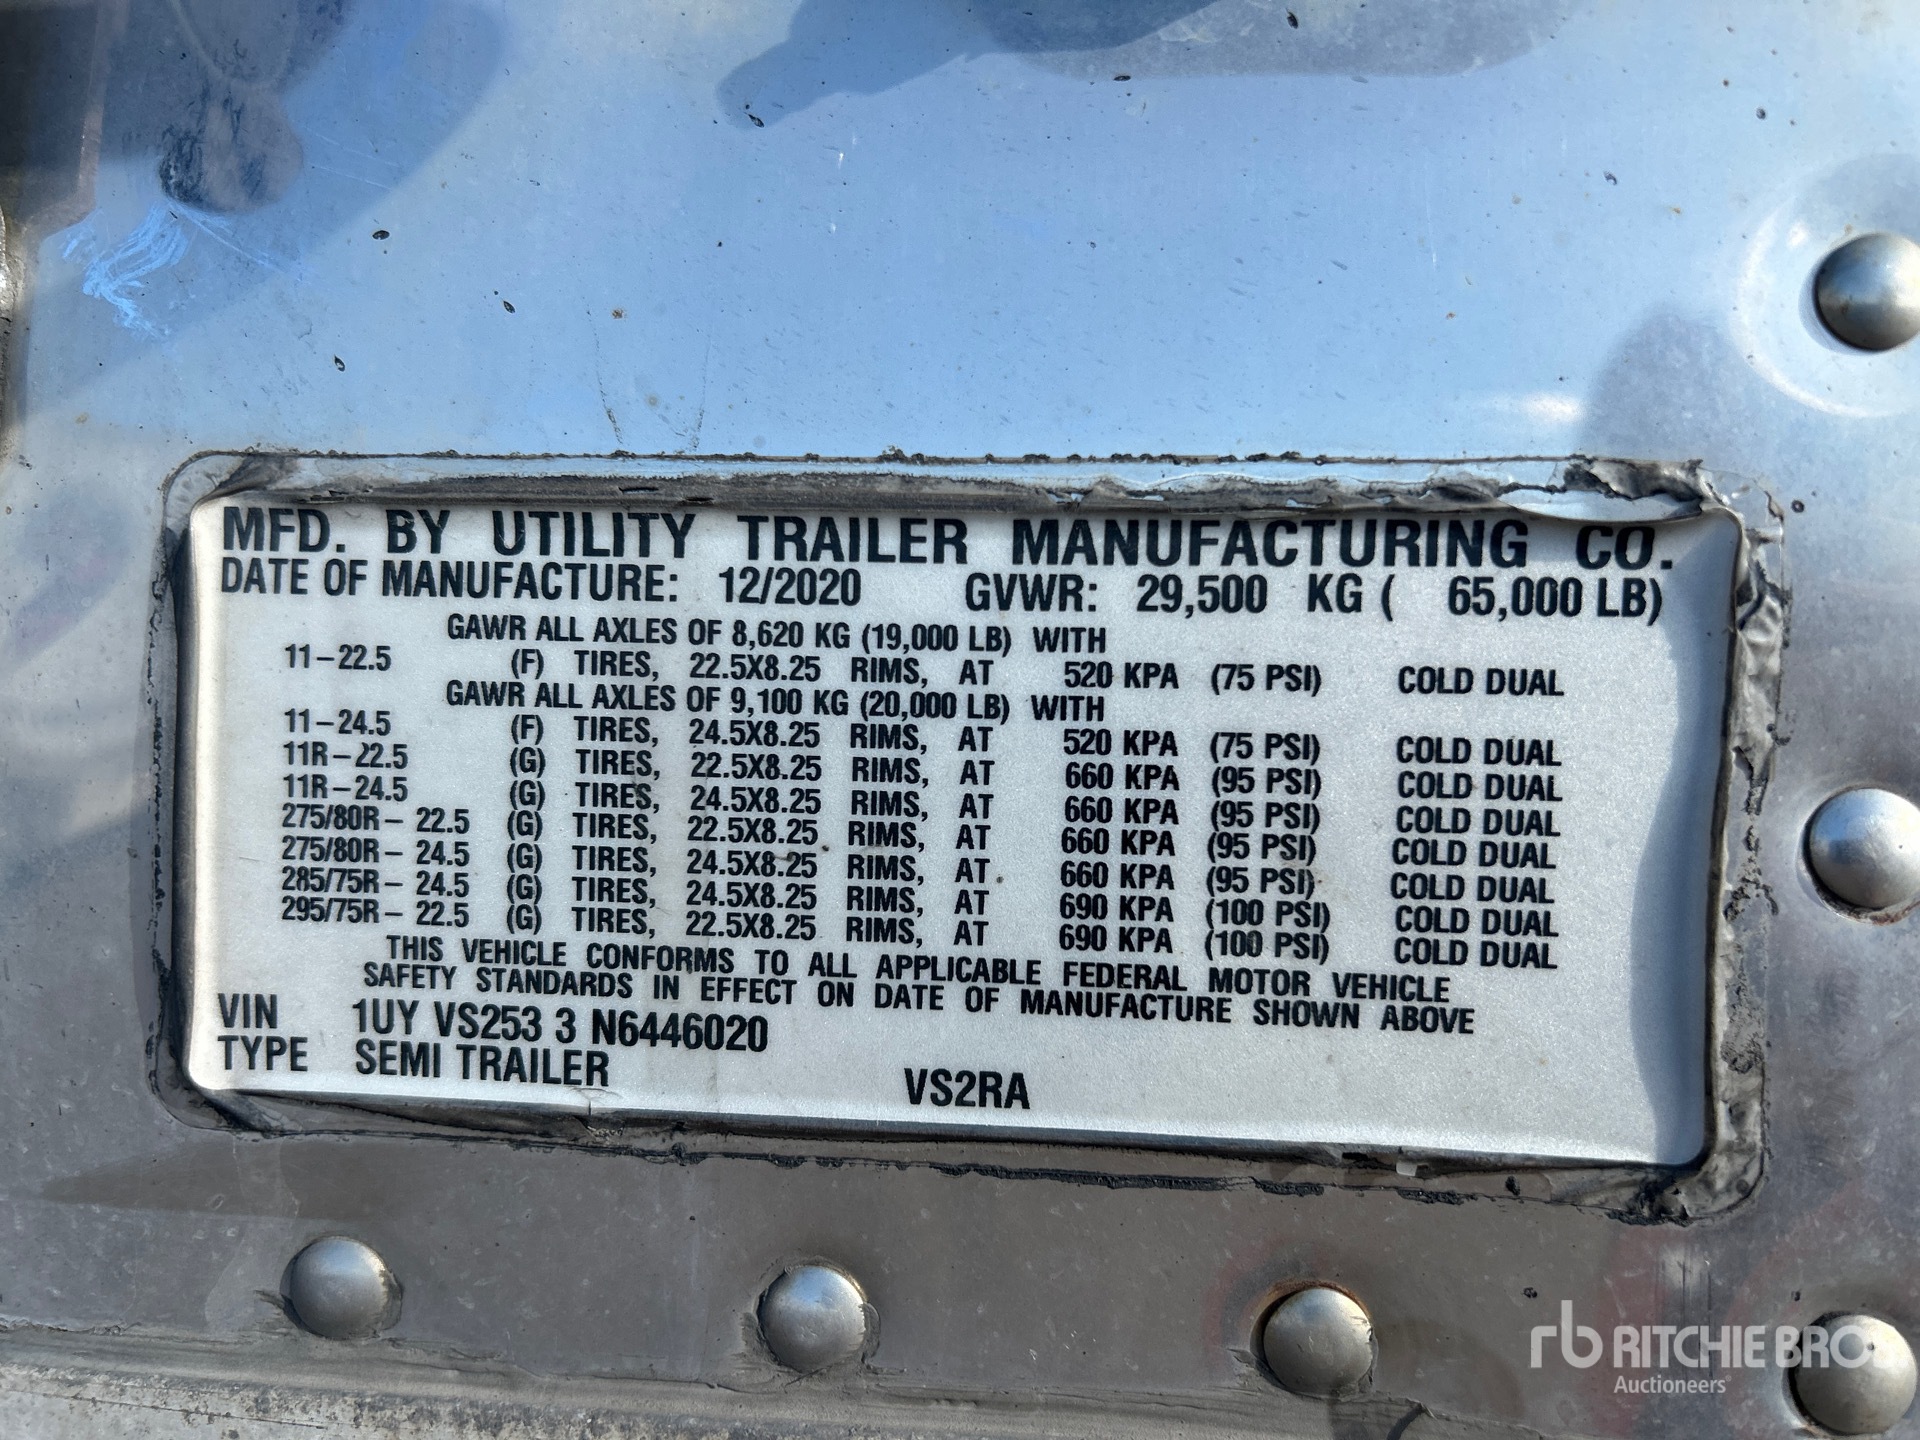 MFD. BY UTILITY TRAILER MANUFACTURING CO.
DATE OF MANUFACTURE: 12/2020 GVWR: 29,500 KG ( 65,000 LB)
GAWR ALL AXLES OF 8,620 KG (19,000 LB) WITH
11-22.5 (F) TIRES, 22.5X8.25 RIMS, AT 520 KPA (75 PSI) COLD DUAL
GAWR ALL AXLES OF 9,100 KG (20,000 LB) WITH
11-24.5 (F) TIRES, 24.5X8.25 RIMS, AT 520 KPA (75 PSI) COLD DUAL
11R-22.5 (G) TIRES, 22.5X8.25 RIMS, AT 660 KPA (95 PSI) COLD DUAL
11R-24.5 (G) TIRES, 24.5X8.25 RIMS, AT 660 KPA (95 PSI) COLD DUAL
275/80R- 22.5 (G) TIRES, 22.5X8.25 RIMS, AT 660 KPA (95 PSI) COLD DUAL
275/80R- 24.5 (G) TIRES, 24.5X8.25 RIMS, AT 660 KPA (95 PSI) COLD DUAL
285/75R- 24.5 (G) TIRES, 24.5X8.25 RIMS, AT 690 KPA (100 PSI) COLD DUAL
295/75R- 22.5 (G) TIRES, 22.5X8.25 RIMS, AT 690 KPA (100 PSI) COLD DUAL
THIS VEHICLE CONFORMS TO ALL APPLICABLE FEDERAL MOTOR VEHICLE
SAFETY STANDARDS IN EFFECT ON DATE OF MANUFACTURE SHOWN ABOVE
VIN 1UY VS253 3 N6446020
TYPE SEMI TRAILER VS2RA
rb RITCHIE BROS.
Auctioneers